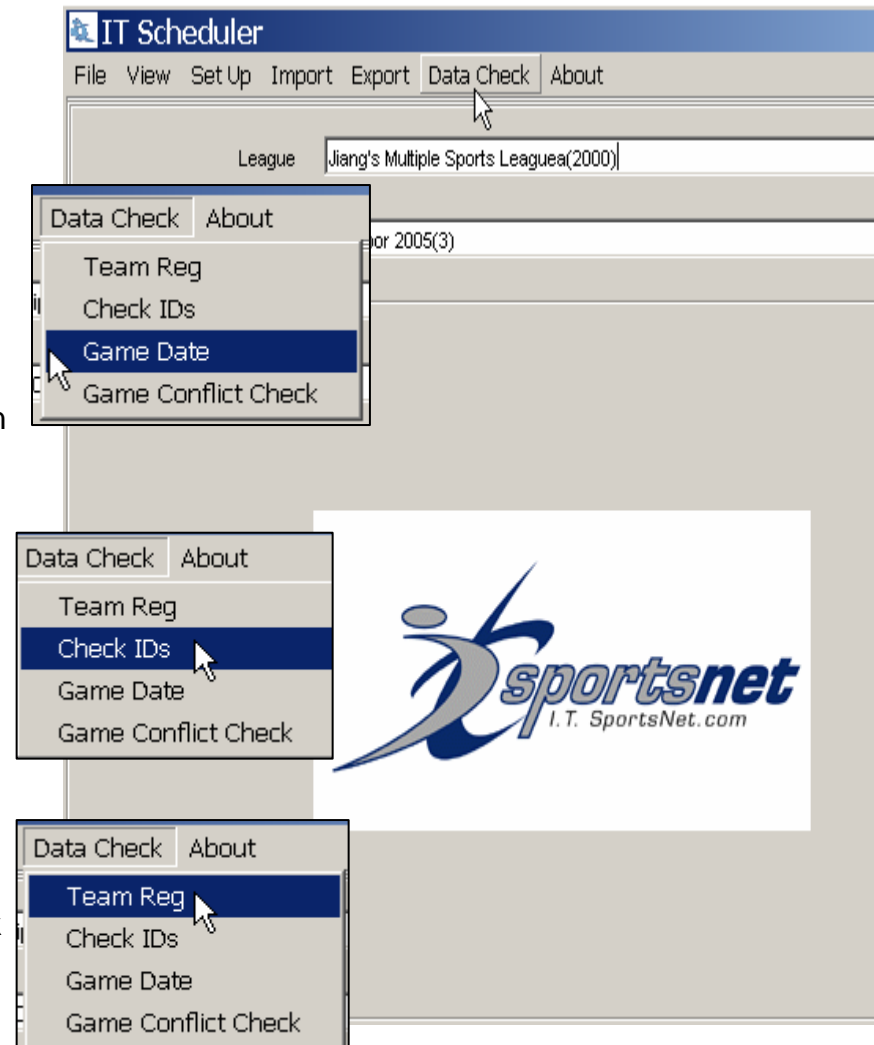 IT Scheduler
File View Set Up Import Export Data Check About
League Jiang's Multiple Sports Leaguea(2000)
2005(3)
Data Check About
Team Reg
Check IDs
Game Date
Game Conflict Check
Data Check About
Team Reg
Check IDs
Game Date
Game Conflict Check
sportsnet
I.T. SportsNet.com
Data Check About
Team Reg
Check IDs
Game Date
Game Conflict Check